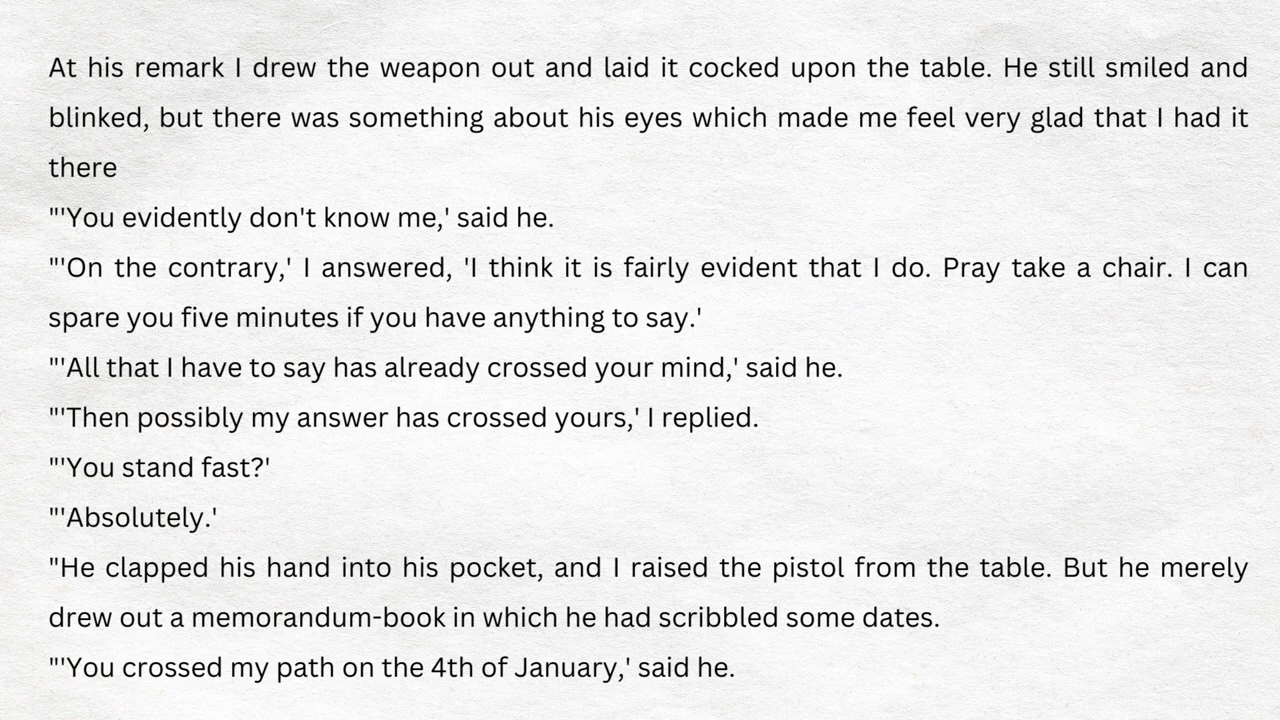 At his remark I drew the weapon out and laid it cocked upon the table. He still smiled and
blinked, but there was something about his eyes which made me feel very glad that I had it
there
"'You evidently don't know me,' said he.
"'On the contrary,' I answered, 'I think it is fairly evident that I do. Pray take a chair. I can
spare you five minutes if you have anything to say.'
"'All that I have to say has already crossed your mind,' said he.
"'Then possibly my answer has crossed yours,' I replied.
"'You stand fast?'
"'Absolutely.'
"He clapped his hand into his pocket, and I raised the pistol from the table. But he merely
drew out a memorandum-book in which he had scribbled some dates.
"'You crossed my path on the 4th of January,' said he.